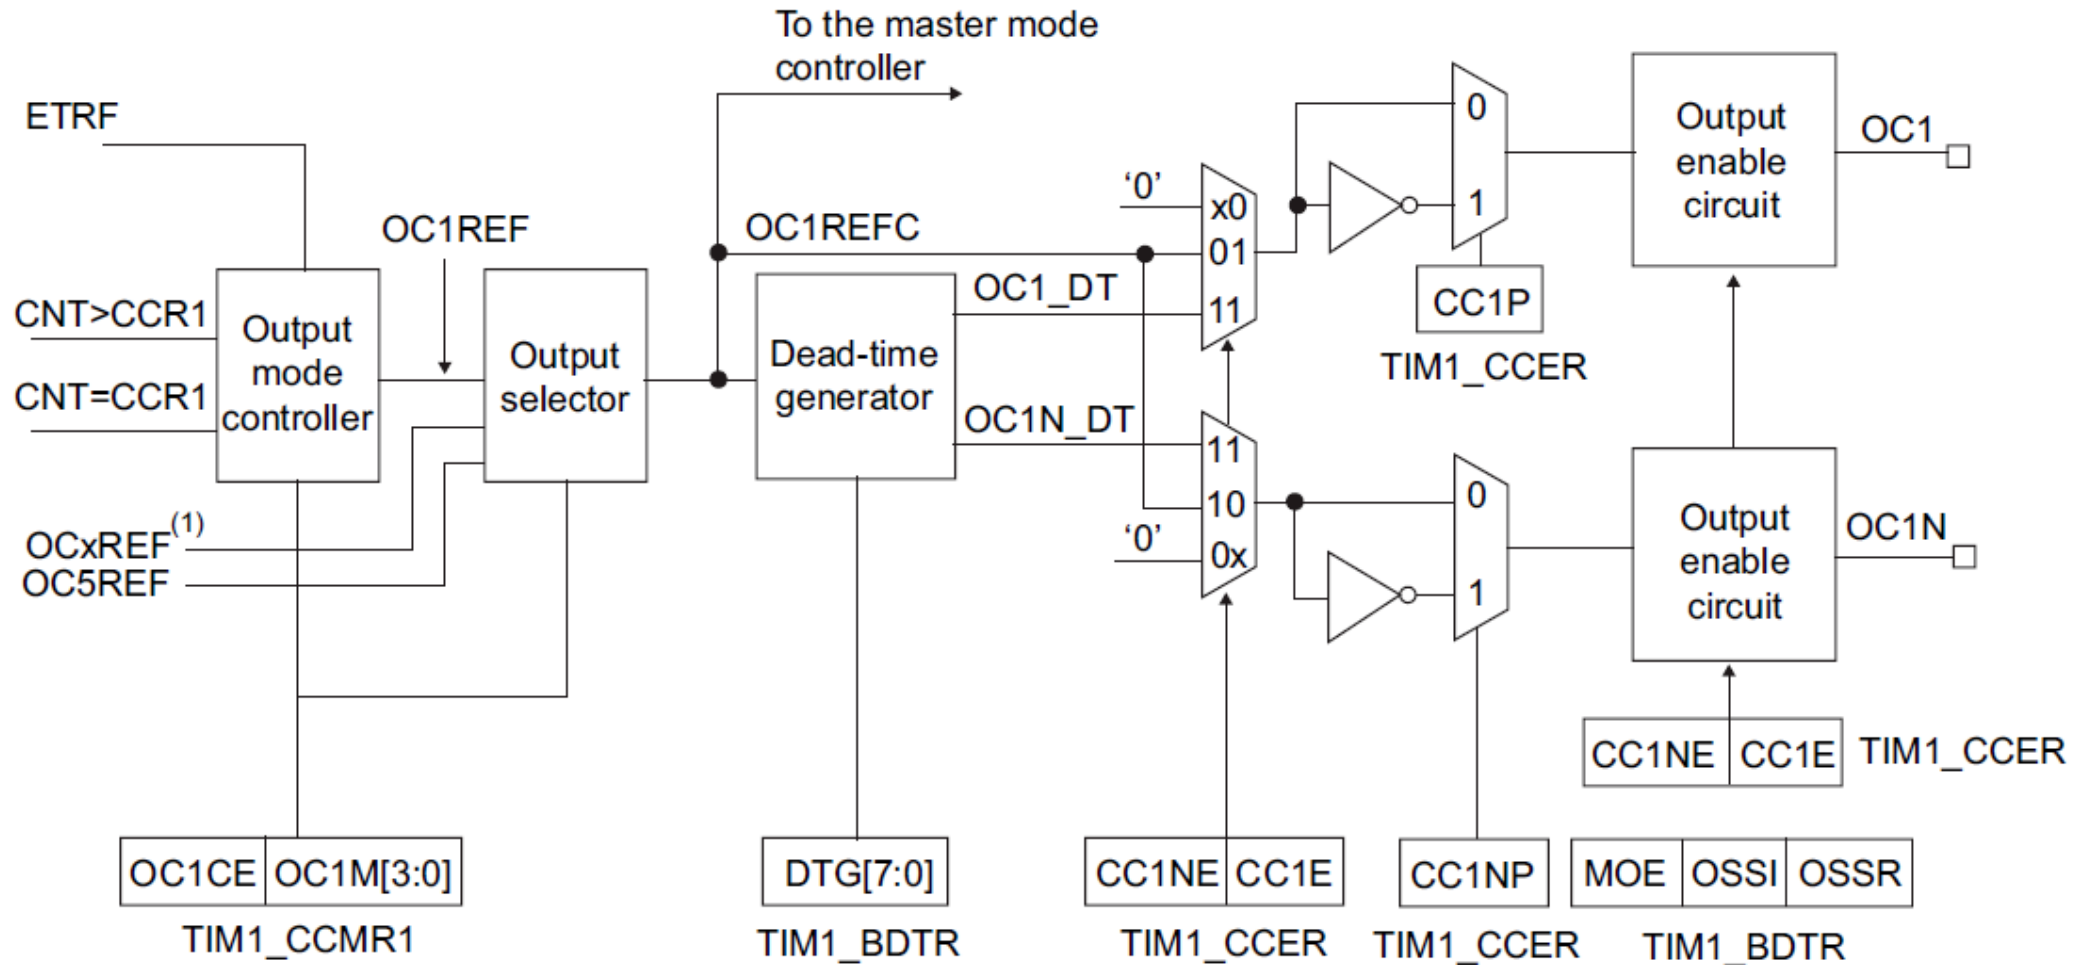 To the master mode
controller
ETRF
OC1REF
CNT>CCR1
CNT=CCR1
Output
mode
controller
Output
selector
OCxREF(1)
OC5REF
OC1REFC
Dead-time
generator
OC1_DT
OC1N_DT
‘0’
x0
01
11
11
10
‘0’
0x
0
1
CC1P
TIM1_CCER
0
1
Output
enable
circuit
OC1
Output
enable
circuit
OC1N
CC1NE CC1E TIM1_CCER
OC1CE OC1M[3:0]
TIM1_CCMR1
DTG[7:0]
TIM1_BDTR
CC1NE CC1E
TIM1_CCER
CC1NP
TIM1_CCER
MOE OSSI OSSR
TIM1_BDTR